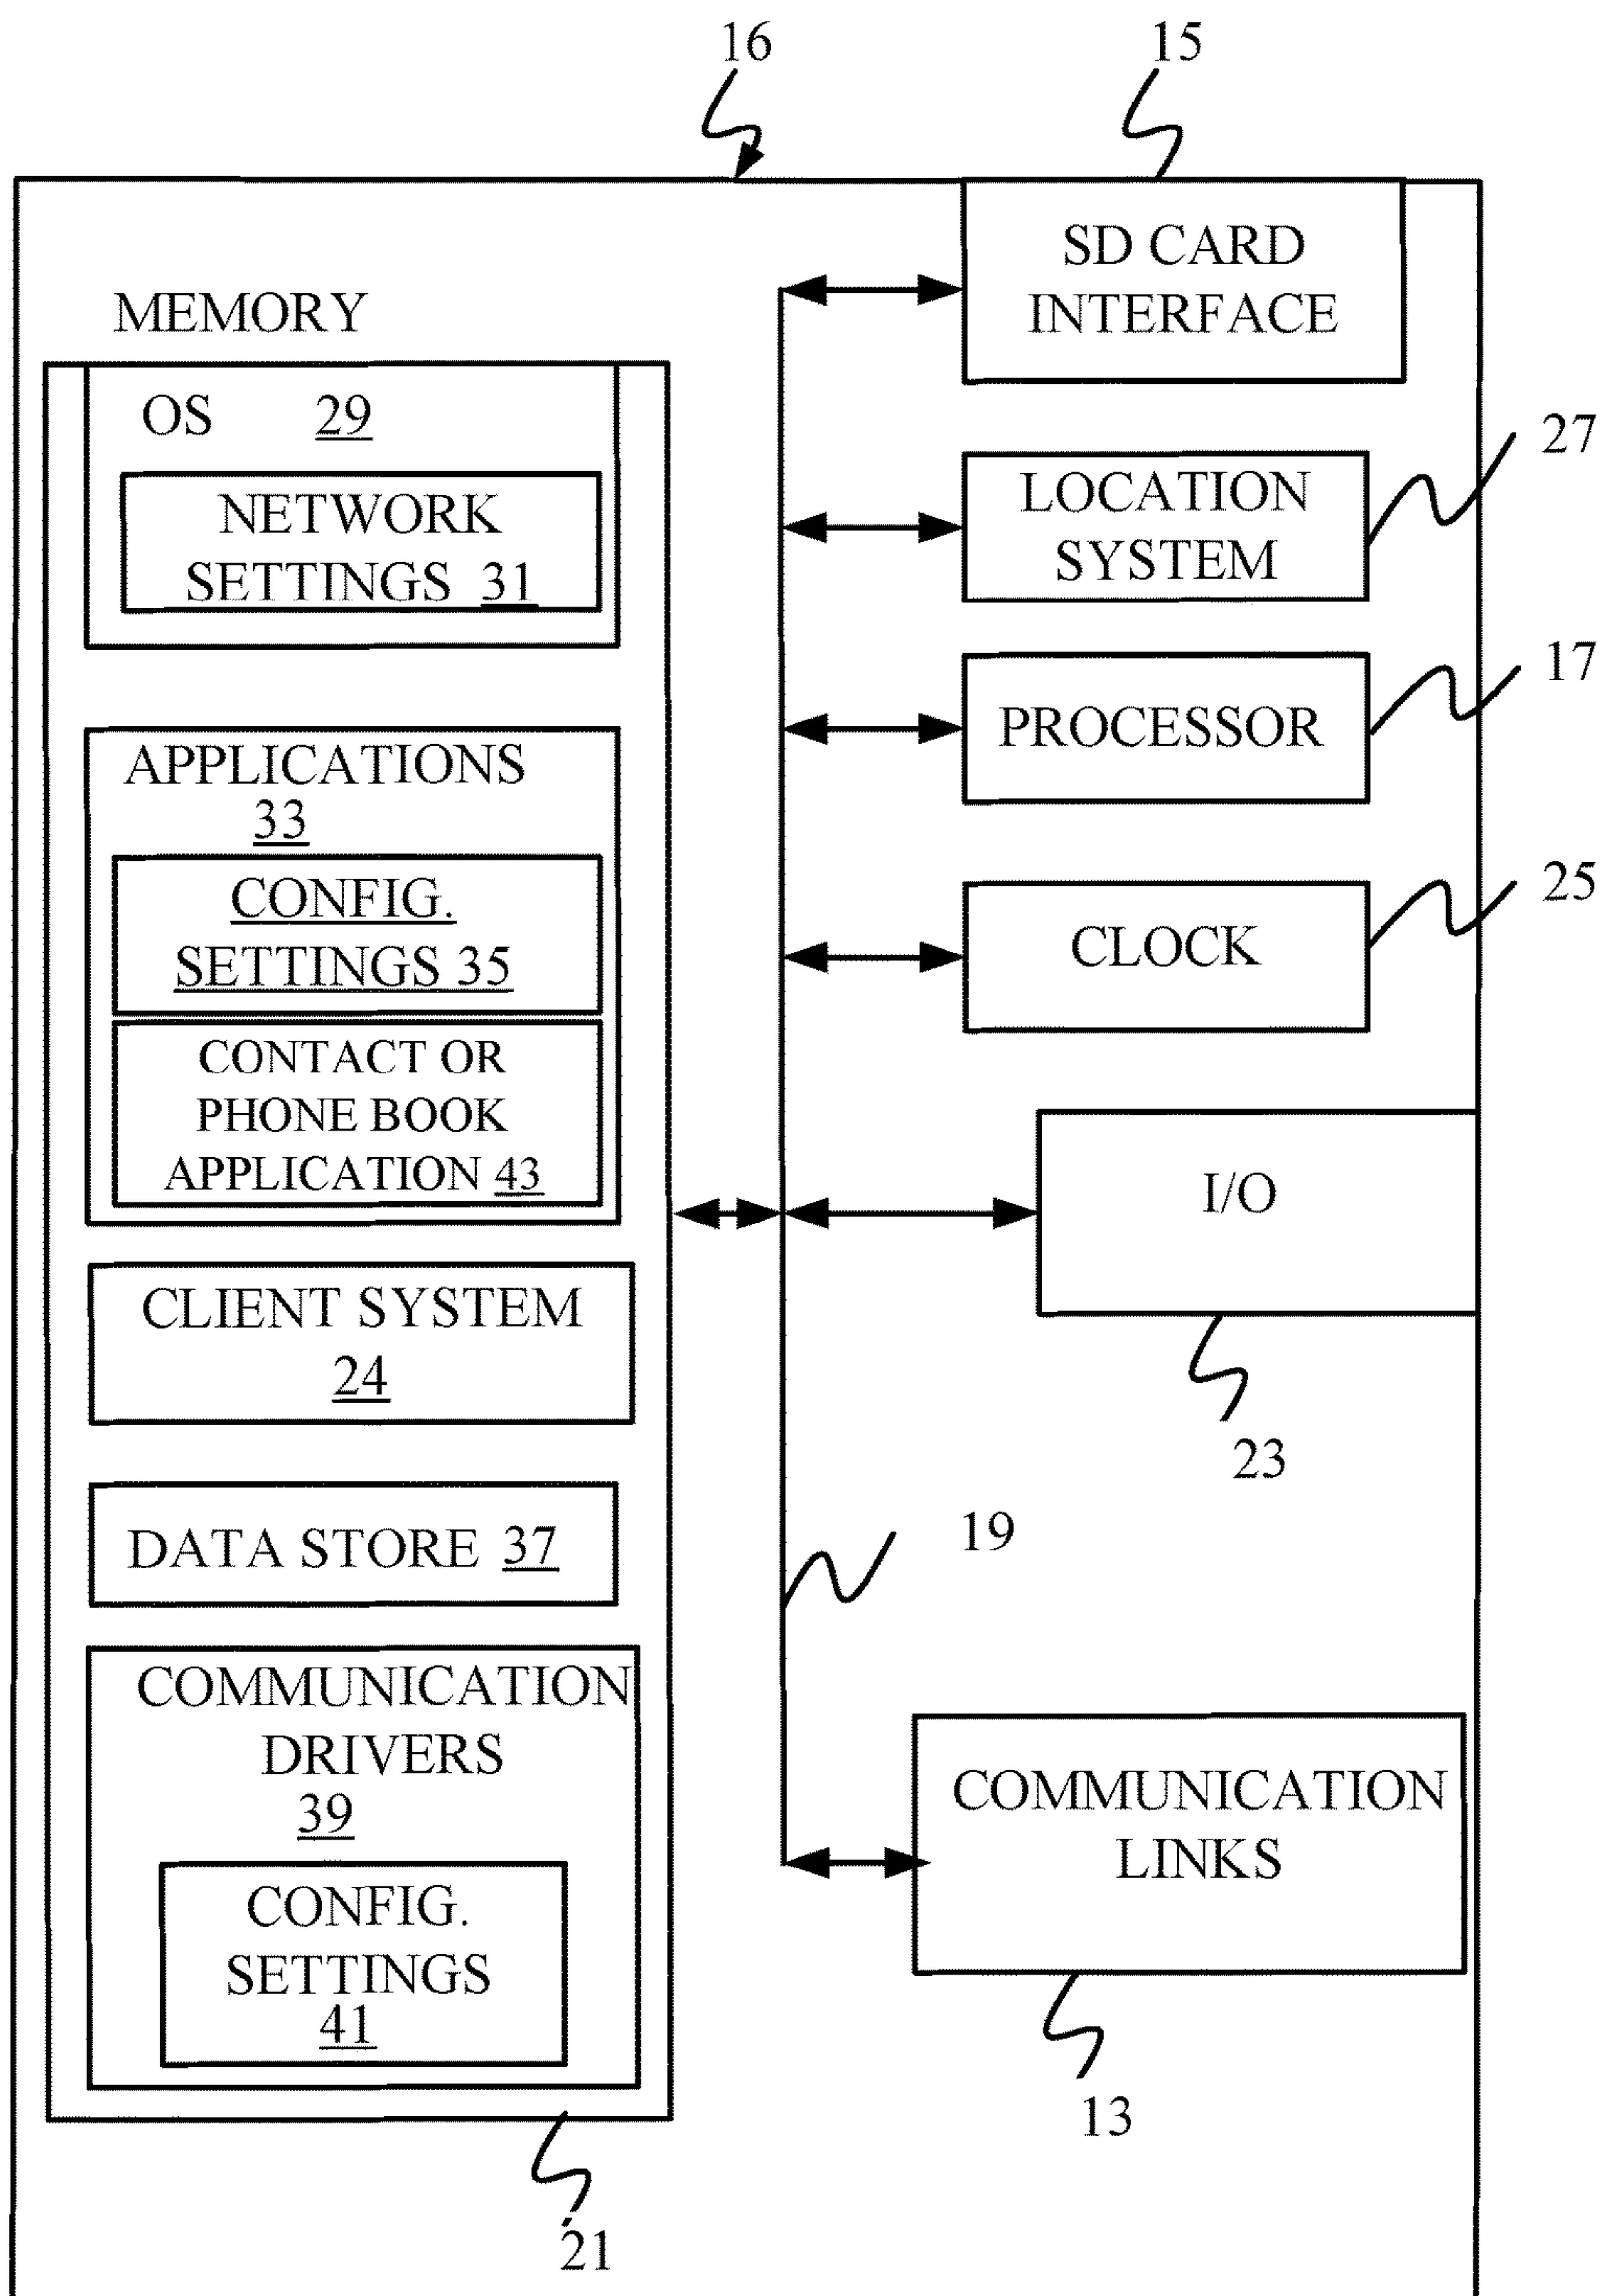 16
15
SD CARD
INTERFACE
MEMORY
OS 29
NETWORK
SETTINGS 31
27
LOCATION
SYSTEM
17
PROCESSOR
APPLICATIONS
33
CONFIG.
SETTINGS 35
25
CLOCK
CONTACT OR
PHONE BOOK
APPLICATION 43
I/O
23
CLIENT SYSTEM
24
19
DATA STORE 37
COMMUNICATION
DRIVERS
39
CONFIG.
SETTINGS
41
COMMUNICATION
LINKS
13
21